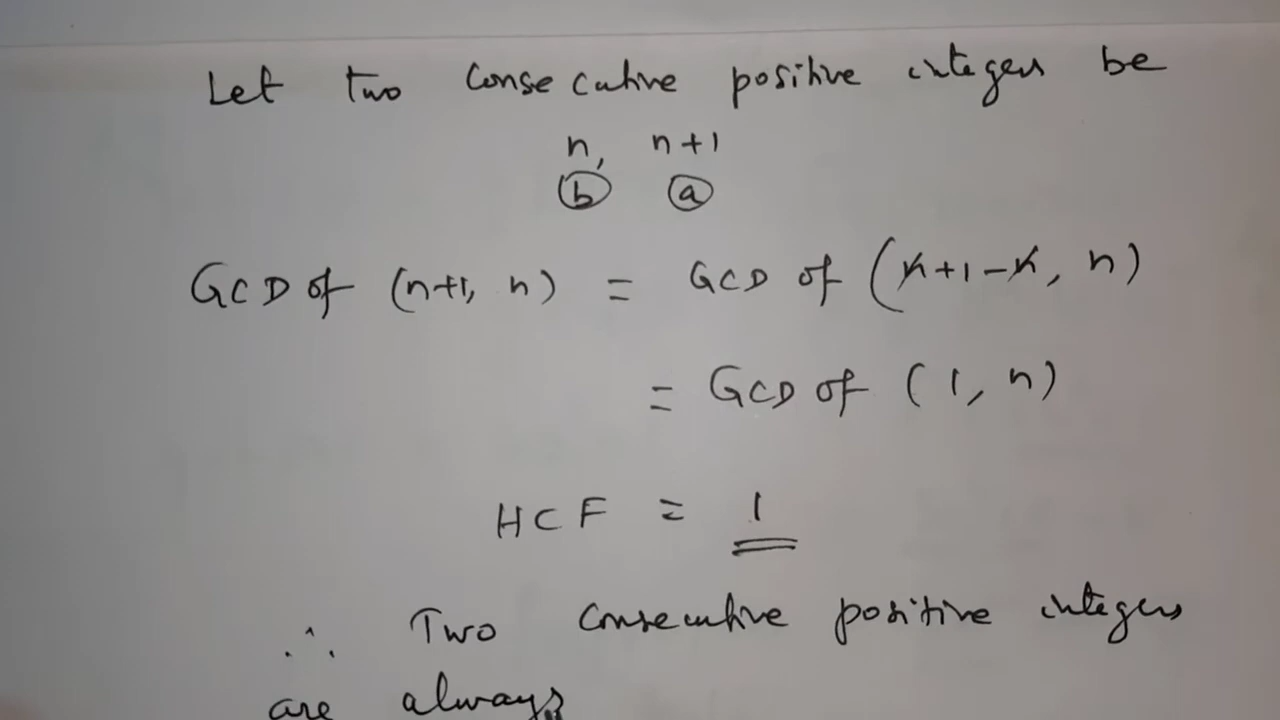 Let two consecutive positive integers be
n, n+1
b a
GCD of (n+1, n) = GCD of (n+1-n, n)
= GCD of (1, n)
HCF = 1
∴ Two consecutive positive integers
are always